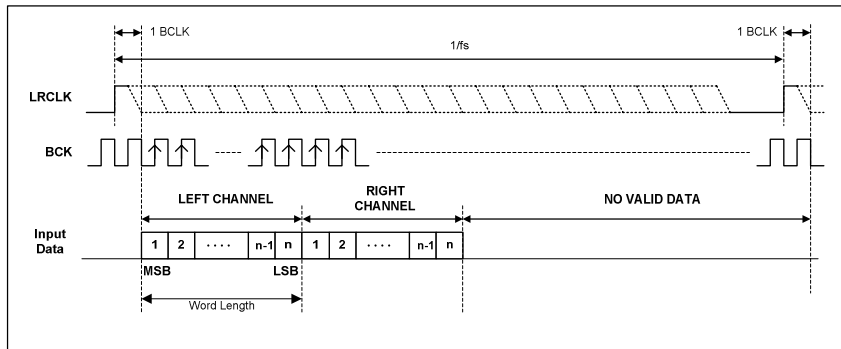 1 BCLK
1 BCLK
1/fs
LRCLK
BCK
LEFT CHANNEL
RIGHT
CHANNEL
NO VALID DATA
Input
Data
1 2 · · · · n-1 n 1 2 · · · · n-1 n
MSB LSB
Word Length